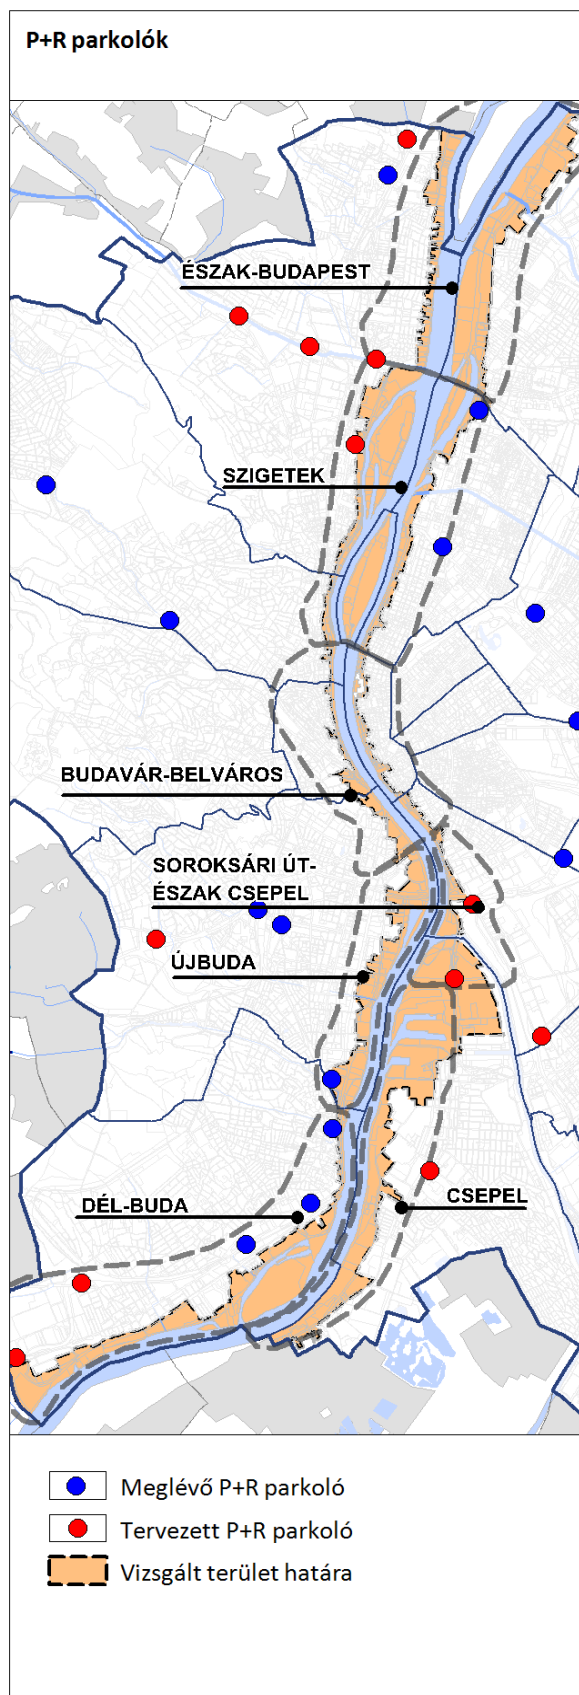 P+R parkolók
ÉSZAK-BUDAPEST
SZIGETEK
BUDAVÁR-BELVÁROS
SOROKSÁRI ÚT-
ÉSZAK CSEPEL
ÚJBUDA
DÉL-BUDA
CSEPEL
Meglévő P+R parkoló
Tervezett P+R parkoló
Vizsgált terület határa